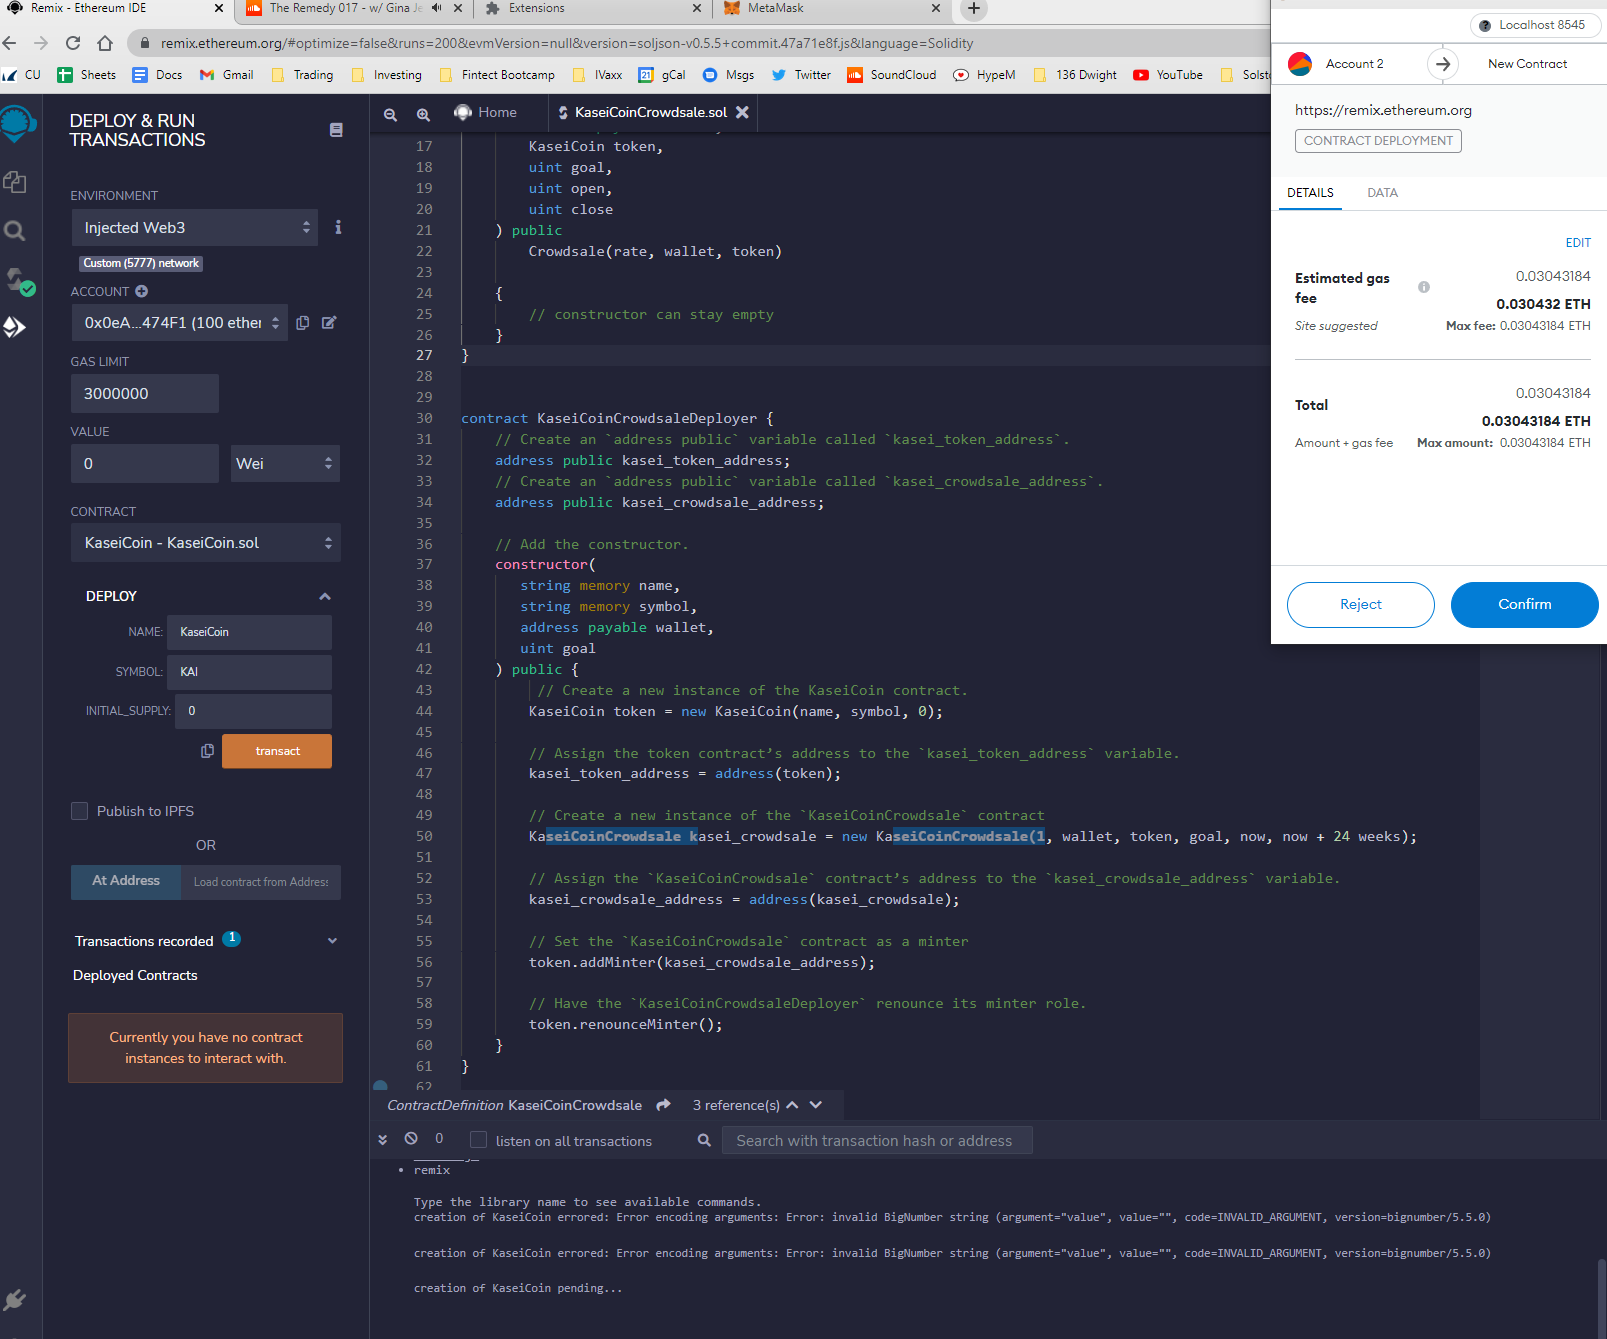 Remix - Ethereum IDE
The Remedy 017 - w/ Gina Je
Extensions
MetaMask
remix.ethereum.org/#optimize=false&runs=200&evmVersion=null&version=soljson-v0.5.5+commit.47a71e8f.js&language=Solidity
CU Sheets Docs Gmail Trading Investing Fintect Bootcamp IVaxx gCal Msgs Twitter SoundCloud HypeM 136 Dwight YouTube Solst
21
DEPLOY & RUN
TRANSACTIONS
ENVIRONMENT
Injected Web3
Custom (5777) network
ACCOUNT
0x0eA...474F1 (100 ether
GAS LIMIT
3000000
VALUE
0
Wei
CONTRACT
KaseiCoin - KaseiCoin.sol
DEPLOY
NAME: KaseiCoin
SYMBOL: KAI
INITIAL_SUPPLY: 0
transact
Publish to IPFS
OR
At Address
Load contract from Address
Transactions recorded 1
Deployed Contracts
Currently you have no contract
instances to interact with.
Home
KaseiCoinCrowdsale.sol
17 KaseiCoin token,
18 uint goal,
19 uint open,
20 uint close
21 ) public
22 Crowdsale(rate, wallet, token)
23
24 {
25 // constructor can stay empty
26 }
27 }
28
29
30 contract KaseiCoinCrowdsaleDeployer {
31 // Create an `address public` variable called `kasei_token_address`.
32 address public kasei_token_address;
33 // Create an `address public` variable called `kasei_crowdsale_address`.
34 address public kasei_crowdsale_address;
35
36 // Add the constructor.
37 constructor(
38 string memory name,
39 string memory symbol,
40 address payable wallet,
41 uint goal
42 ) public {
43 // Create a new instance of the KaseiCoin contract.
44 KaseiCoin token = new KaseiCoin(name, symbol, 0);
45
46 // Assign the token contract’s address to the `kasei_token_address` variable.
47 kasei_token_address = address(token);
48
49 // Create a new instance of the `KaseiCoinCrowdsale` contract
50 KaseiCoinCrowdsale kasei_crowdsale = new KaseiCoinCrowdsale(1, wallet, token, goal, now, now + 24 weeks);
51
52 // Assign the `KaseiCoinCrowdsale` contract’s address to the `kasei_crowdsale_address` variable.
53 kasei_crowdsale_address = address(kasei_crowdsale);
54
55 // Set the `KaseiCoinCrowdsale` contract as a minter
56 token.addMinter(kasei_crowdsale_address);
57
58 // Have the `KaseiCoinCrowdsaleDeployer` renounce its minter role.
59 token.renounceMinter();
60 }
61 }
62
ContractDefinition KaseiCoinCrowdsale 3 reference(s)
0 listen on all transactions
Search with transaction hash or address
remix
Type the library name to see available commands.
creation of KaseiCoin errored: Error encoding arguments: Error: invalid BigNumber string (argument="value", value="", code=INVALID_ARGUMENT, version=bignumber/5.5.0)
creation of KaseiCoin errored: Error encoding arguments: Error: invalid BigNumber string (argument="value", value="", code=INVALID_ARGUMENT, version=bignumber/5.5.0)
creation of KaseiCoin pending...
Localhost 8545
Account 2
New Contract
https://remix.ethereum.org
CONTRACT DEPLOYMENT
DETAILS
DATA
EDIT
Estimated gas
fee
0.03043184
0.030432 ETH
Site suggested
Max fee: 0.03043184 ETH
Total
0.03043184
0.03043184 ETH
Amount + gas fee
Max amount: 0.03043184 ETH
Reject
Confirm